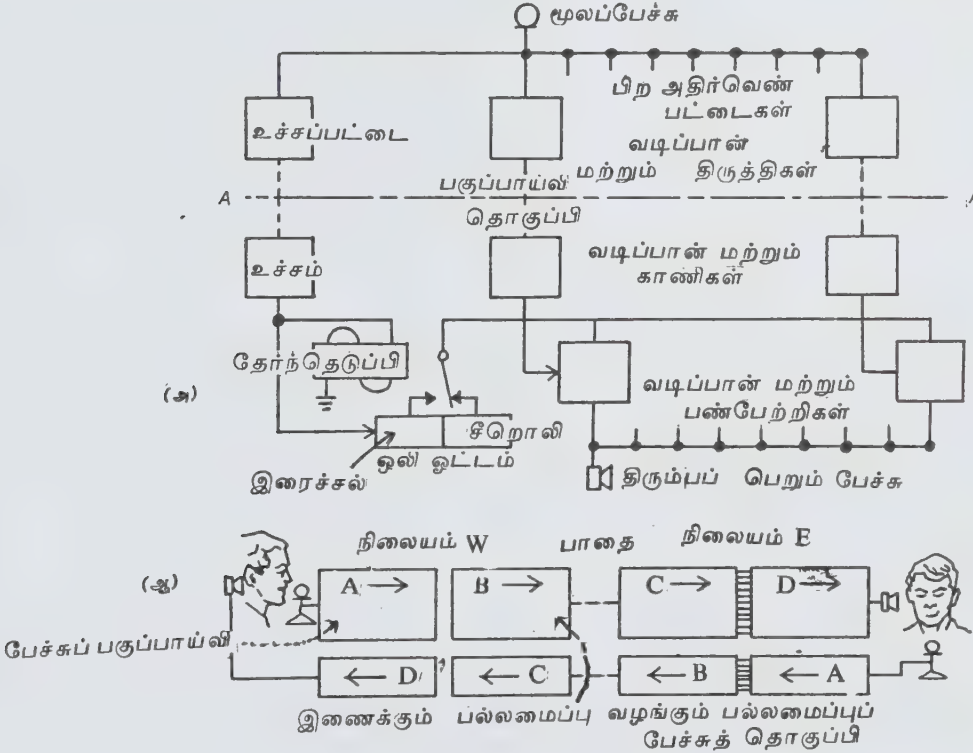 மூலப்பேச்சு
பிற அதிர்வெண்
பட்டைகள்
உச்சப்பட்டை
வடிப்பான்
மற்றும் திருத்திகள்
பகுப்பாய்வி
A A
தொகுப்பி
உச்சம்
வடிப்பான் மற்றும்
காணிகள்
தேர்ந்தெடுப்பி
(அ)
வடிப்பான் மற்றும்
பண்பேற்றிகள்
சீறொலி
ஒலி ஓட்டம்
இரைச்சல்
திரும்பப் பெறும் பேச்சு
நிலையம் W பாதை நிலையம் E
(ஆ)
A B C D
பேச்சுப் பகுப்பாய்வி
D C B A
இணைக்கும் பல்லமைப்பு வழங்கும் பல்லமைப்புப்
பேச்சுத் தொகுப்பி